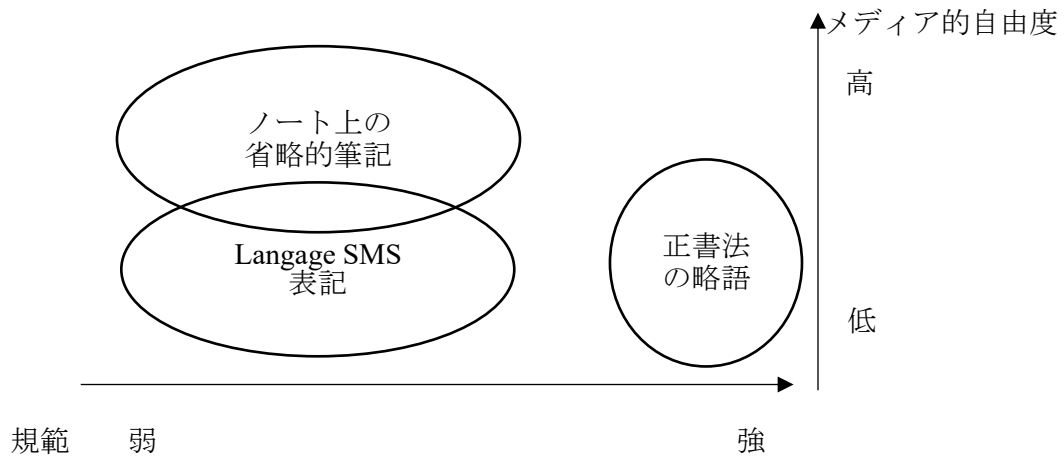 メディア的自由度
高
ノート上の
省略的筆記
Langage SMS
表記
正書法
の略語
低
規範 弱 強